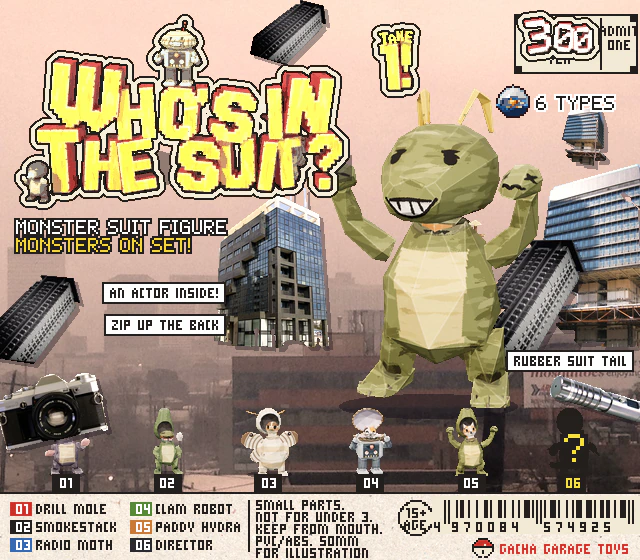 WHO'S IN
THE SUIT?
TAKE
1!
300
YEN
ADMIT
ONE
6 TYPES
MONSTER SUIT FIGURE
MONSTERS ON SET!
AN ACTOR INSIDE!
ZIP UP THE BACK
RUBBER SUIT TAIL
?
01
02
03
04
05
06
01 DRILL MOLE
02 SMOKESTACK
03 RADIO MOTH
04 CLAM ROBOT
05 PADDY HYDRA
06 DIRECTOR
SMALL PARTS.
NOT FOR UNDER 3.
KEEP FROM MOUTH.
PVC/ABS. 50MM
FOR ILLUSTRATION
15+
AGE
4 970084 574925
GACHA GARAGE TOYS